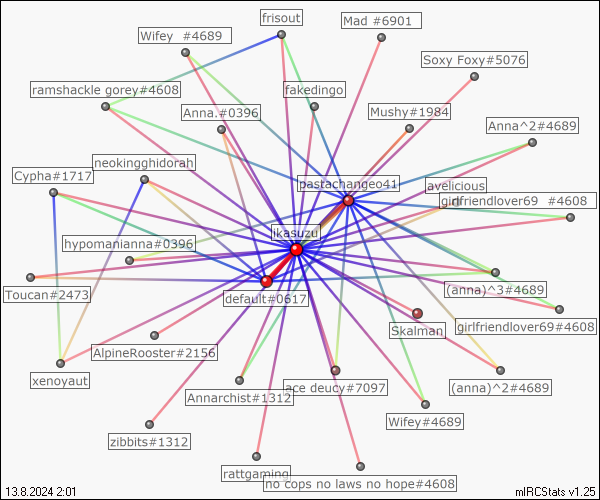 frisout
Mad #6901
Wifey #4689
Soxy Foxy#5076
ramshackle gorey#4608
fakedingo
Anna.#0396
Mushy#1984
Anna^2#4689
neokingghidorah
Cypha#1717
pastachangeo41
avelicious
girlfriendlover69 #4608
ikasuzu
hypomanianna#0396
Toucan#2473
default#0617
(anna)^3#4689
Skalman
girlfriendlover69#4608
AlpineRooster#2156
xenoyaut
Annarchist#1312
ace deucy#7097
(anna)^2#4689
Wifey#4689
zibbits#1312
rattgaming
no cops no laws no hope#4608
13.8.2024 2:01
mIRCStats v1.25